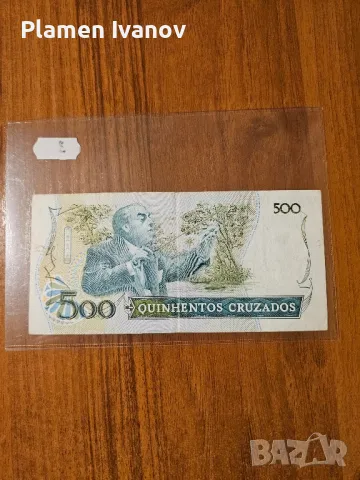 Plamen Ivanov
500
500 QUINHENTOS CRUZADOS
BAZAR